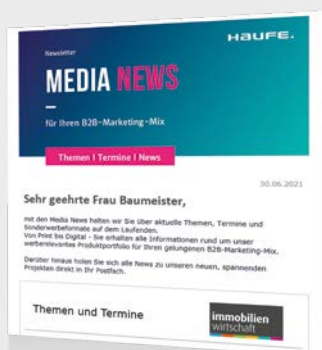 HAUFE.
Newsletter
MEDIA NEWS
für Ihren B2B-Marketing-Mix
Themen I Termine I News
30.06.2021
Sehr geehrte Frau Baumeister,
mit den Media News halten wir Sie über aktuelle Themen, Termine und
Sonderwerbeformate auf dem Laufenden.
Von Print bis Digital - Sie erhalten alle Informationen rund um unser
werberelevantes Produktportfolio für Ihren gelungenen B2B-Marketing-Mix.
Darüber hinaus holen Sie sich alle News zu unseren neuen, spannenden
Projekten direkt in Ihr Postfach.
Themen und Termine
immobilien
wirtschaft